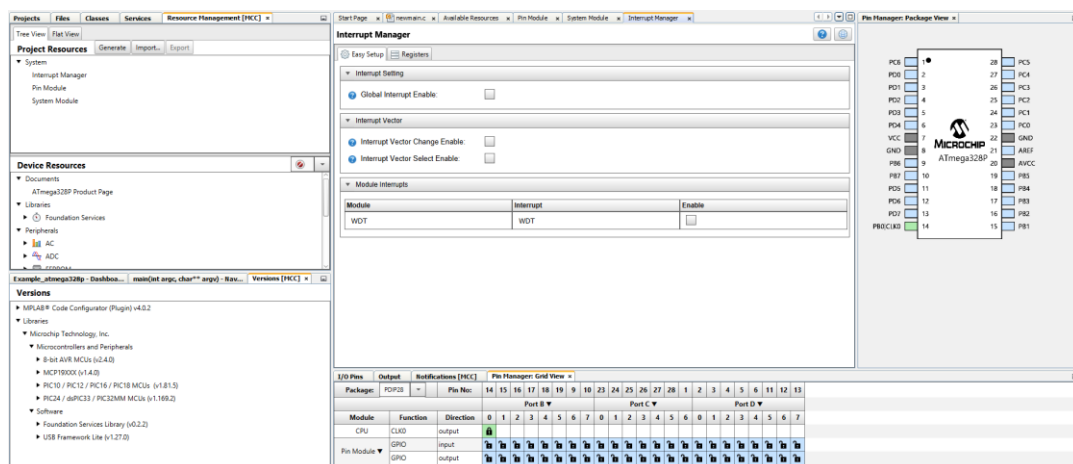 Projects Files Classes Services Resource Management [MCC] ×
Tree View Flat View
Project Resources Generate Import... Export
▼ System
Interrupt Manager
Pin Module
System Module
Device Resources
▼ Documents
ATmega328P Product Page
▼ Libraries
▶ Foundation Services
▼ Peripherals
▶ AC
▶ ADC
▶ EEPROM
Example_atmega328p - Dashboa... main(int argc, char** argv) - Nav... Versions [MCC] ×
Versions
▶ MPLAB® Code Configurator (Plugin) v4.0.2
▼ Libraries
▼ Microchip Technology, Inc.
▼ Microcontrollers and Peripherals
▶ 8-bit AVR MCUs (v2.4.0)
▶ MCP19XXX (v1.4.0)
▶ PIC10 / PIC12 / PIC16 / PIC18 MCUs (v1.81.5)
▶ PIC24 / dsPIC33 / PIC32MM MCUs (v1.169.2)
▼ Software
▶ Foundation Services Library (v0.2.2)
▶ USB Framework Lite (v1.27.0)
Start Page × newmain.c × Available Resources × Pin Module × System Module × Interrupt Manager ×
Interrupt Manager
Easy Setup Registers
▼ Interrupt Setting
Global Interrupt Enable:
▼ Interrupt Vector
Interrupt Vector Change Enable:
Interrupt Vector Select Enable:
▼ Module Interrupts
Module Interrupt Enable
WDT WDT
Pin Manager: Package View ×
PC6 1 28 PC5
PD0 2 27 PC4
PD1 3 26 PC3
PD2 4 25 PC2
PD3 5 24 PC1
PD4 6 23 PC0
VCC 7 22 GND
GND 8 21 AREF
PB6 9 20 AVCC
PB7 10 19 PB5
PD5 11 18 PB4
PD6 12 17 PB3
PD7 13 16 PB2
PB0;CLK0 14 15 PB1
MICROCHIP
ATmega328P
I/O Pins Output Notifications [MCC] Pin Manager: Grid View ×
Package: PDIP28 Pin No: 14 15 16 17 18 19 9 10 23 24 25 26 27 28 1 2 3 4 5 6 11 12 13
Port B ▼ Port C ▼ Port D ▼
Module Function Direction 0 1 2 3 4 5 6 7 0 1 2 3 4 5 6 0 1 2 3 4 5 6 7
CPU CLK0 output
Pin Module ▼ GPIO input
GPIO output